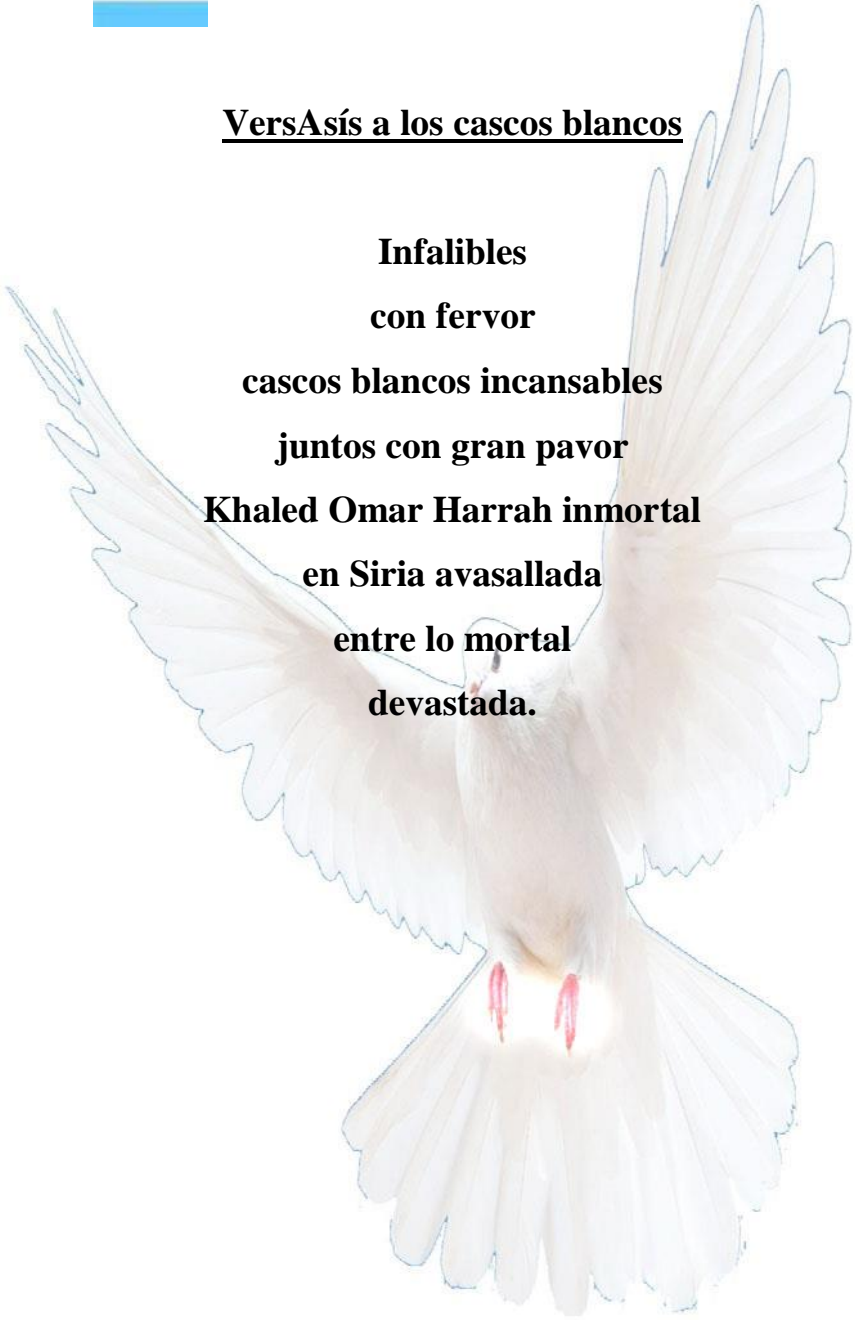 VersAsís a los cascos blancos
Infalibles
con fervor
cascos blancos incansables
juntos con gran pavor
Khaled Omar Harrah inmortal
en Siria avasallada
entre lo mortal
devastada.